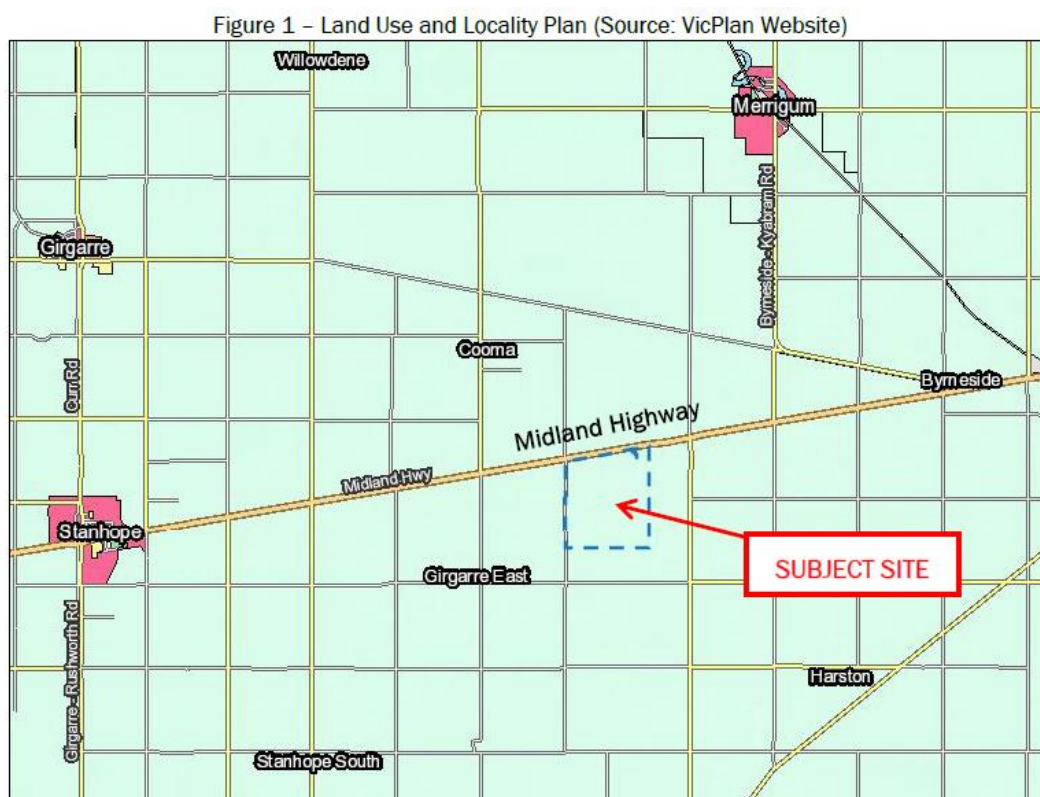 Figure 1 – Land Use and Locality Plan (Source: VicPlan Website)
Willowdene
Merrigum
Byrneside - Kyabram Rd
Girgarre
Cooma
Curr Rd
Byrneside
Midland Highway
Midland Hwy
Stanhope
SUBJECT SITE
Girgarre East
Girgarre - Rushworth Rd
Harston
Stanhope South